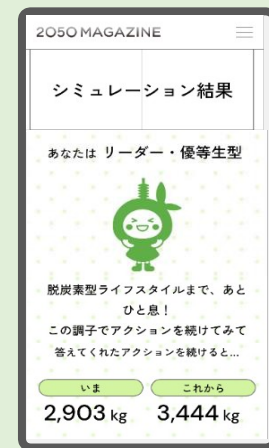 2050 MAGAZINE
シミュレーション結果
あなたは リーダー・優等生型
脱炭素型ライフスタイルまで、あと
ひと息！
この調子でアクションを続けてみて
答えてくれたアクションを続けると...
いま
これから
2,903 kg
3,444 kg